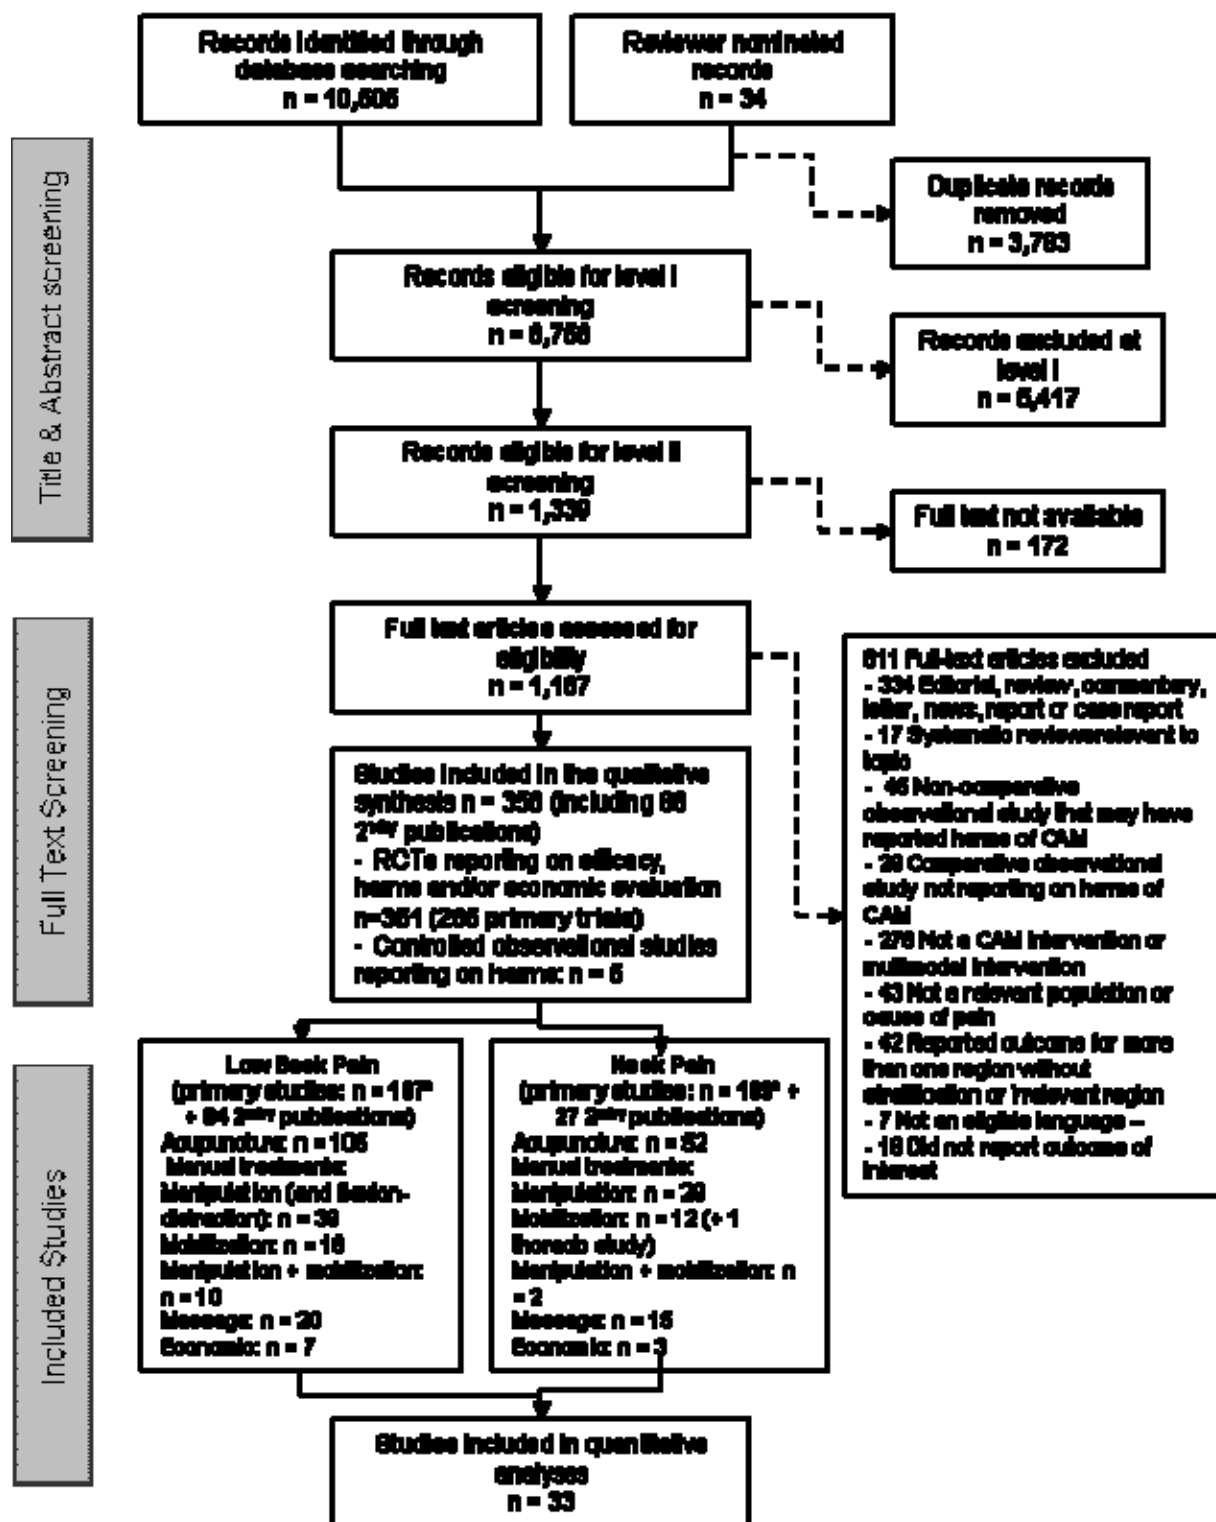 Records identified through
database searching
n = 10,505
Reviewer nominated
records
n = 34
Duplicate records
removed
n = 3,783
Title & Abstract screening
Records eligible for level I
screening
n = 6,756
Records excluded at
level I
n = 5,417
Records eligible for level II
screening
n = 1,339
Full text not available
n = 172
Full Text Screening
Full text articles assessed for
eligibility
n = 1,167
811 Full-text articles excluded
- 334 Editorial, review, commentary,
letter, news, report or case report
- 17 Systematic review relevant to
topic
- 45 Non-comparative
observational study that may have
reported harms of CAM
- 29 Comparative observational
study not reporting on harms of
CAM
- 276 Not a CAM intervention or
multimodal intervention
- 43 Not a relevant population or
cause of pain
- 42 Reported outcome for more
than one region without
stratification or irrelevant region
- 7 Not an eligible language –
- 18 Did not report outcome of
interest
Studies included in the qualitative
synthesis n = 356 (including 86
2ndry publications)
- RCTs reporting on efficacy,
harms and/or economic evaluation
n=351 (265 primary trials)
- Controlled observational studies
reporting on harms: n = 5
Included Studies
Low Back Pain
(primary studies: n =
+ 2ndry publications)
Acupuncture: n =
Manual treatments:
Manipulation (and flexion-
distraction): n =
Mobilization: n =
Manipulation + mobilization:
n = 10
Massage: n = 20
Economic: n = 7
Neck Pain
(primary studies: n = +
27 2ndry publications)
Acupuncture: n = 52
Manual treatments:
Manipulation: n =
Mobilization: n = 12 (+ 1
thoracic study)
Manipulation + mobilization: n
= 2
Massage: n = 15
Economic: n = 3
Studies included in quantitative
analyses
n = 33